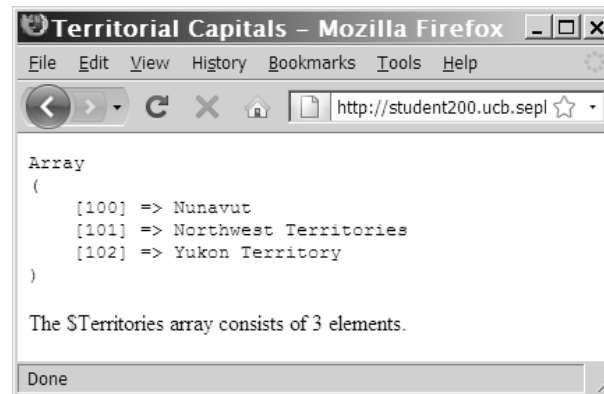 Territorial Capitals – Mozilla Firefox
File Edit View History Bookmarks Tools Help
http://student200.ucb.sepl
Array
(
[100] => Nunavut
[101] => Northwest Territories
[102] => Yukon Territory
)
The $Territories array consists of 3 elements.
Done